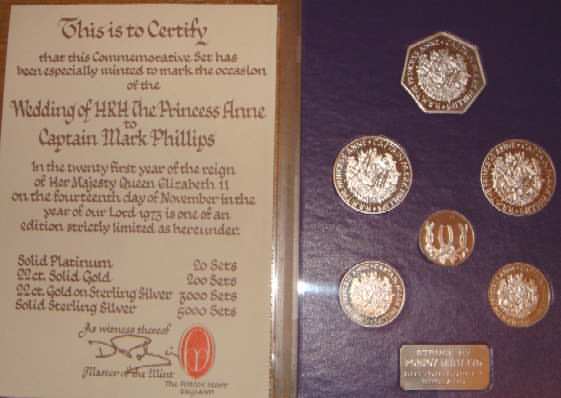 This is to Certify
that this Commemorative Set has
been especially minted to mark the occasion
of the
Wedding of HRH The Princess Anne
to
Captain Mark Phillips
In the twenty first year of the reign
of Her Majesty Queen Elizabeth II
on the fourteenth day of November in the
year of our Lord 1973 is one of an
edition strictly limited as hereunder.
Solid Platinum 20 Sets
22ct. Solid Gold 200 Sets
22ct. Gold on Sterling Silver 3000 Sets
Solid Sterling Silver 5000 Sets
As witness thereof
Master of the Mint
STRUCK BY